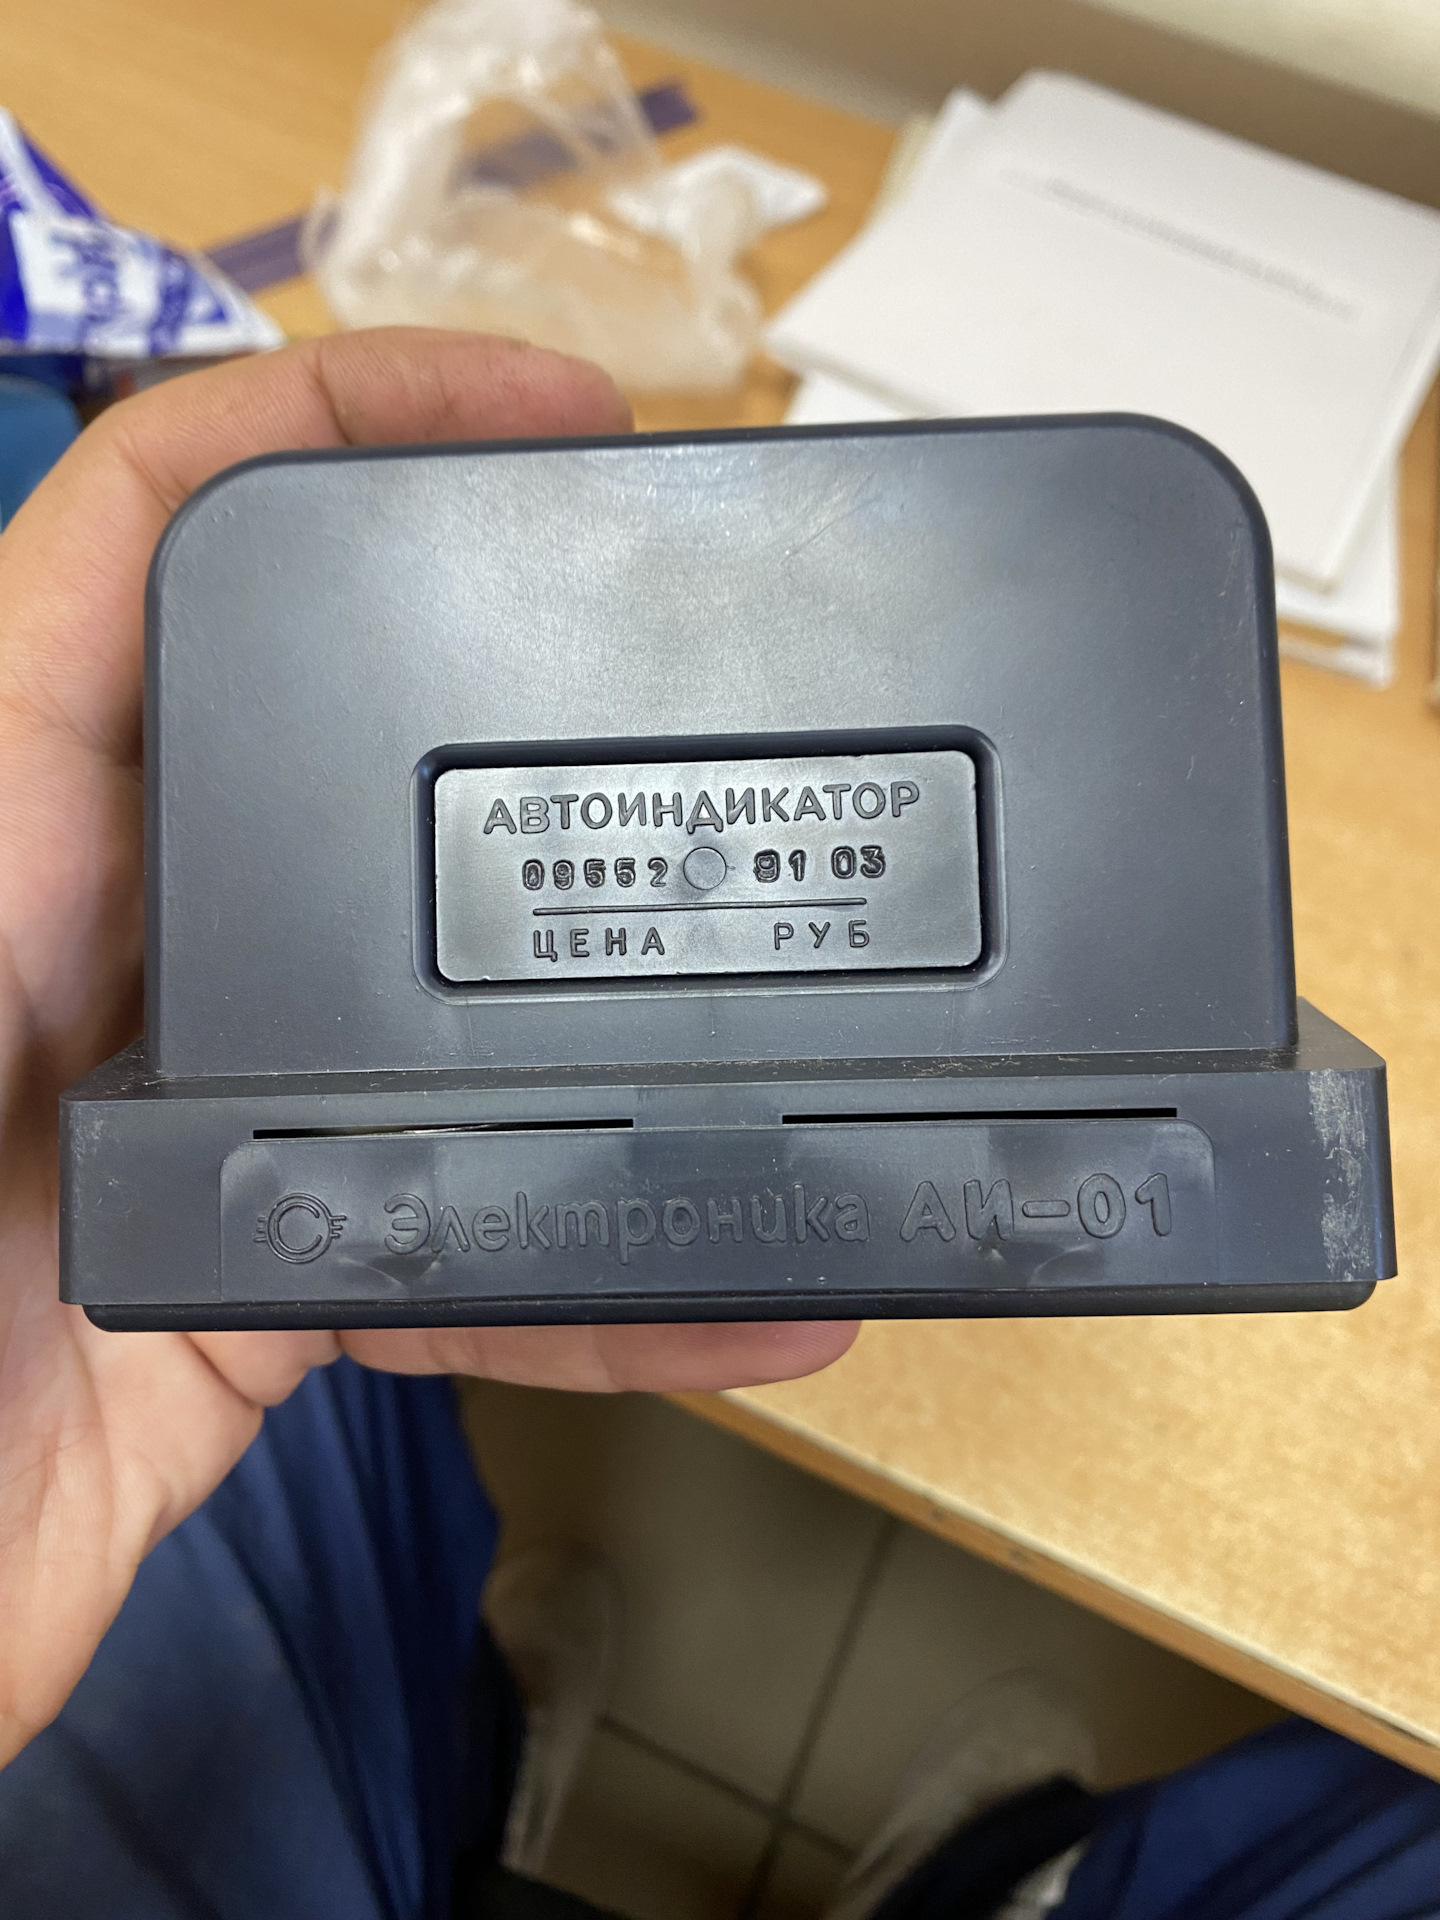 АВТОИНДИКАТОР
09552 91 03
ЦЕНА РУБ
Электроника АИ-01